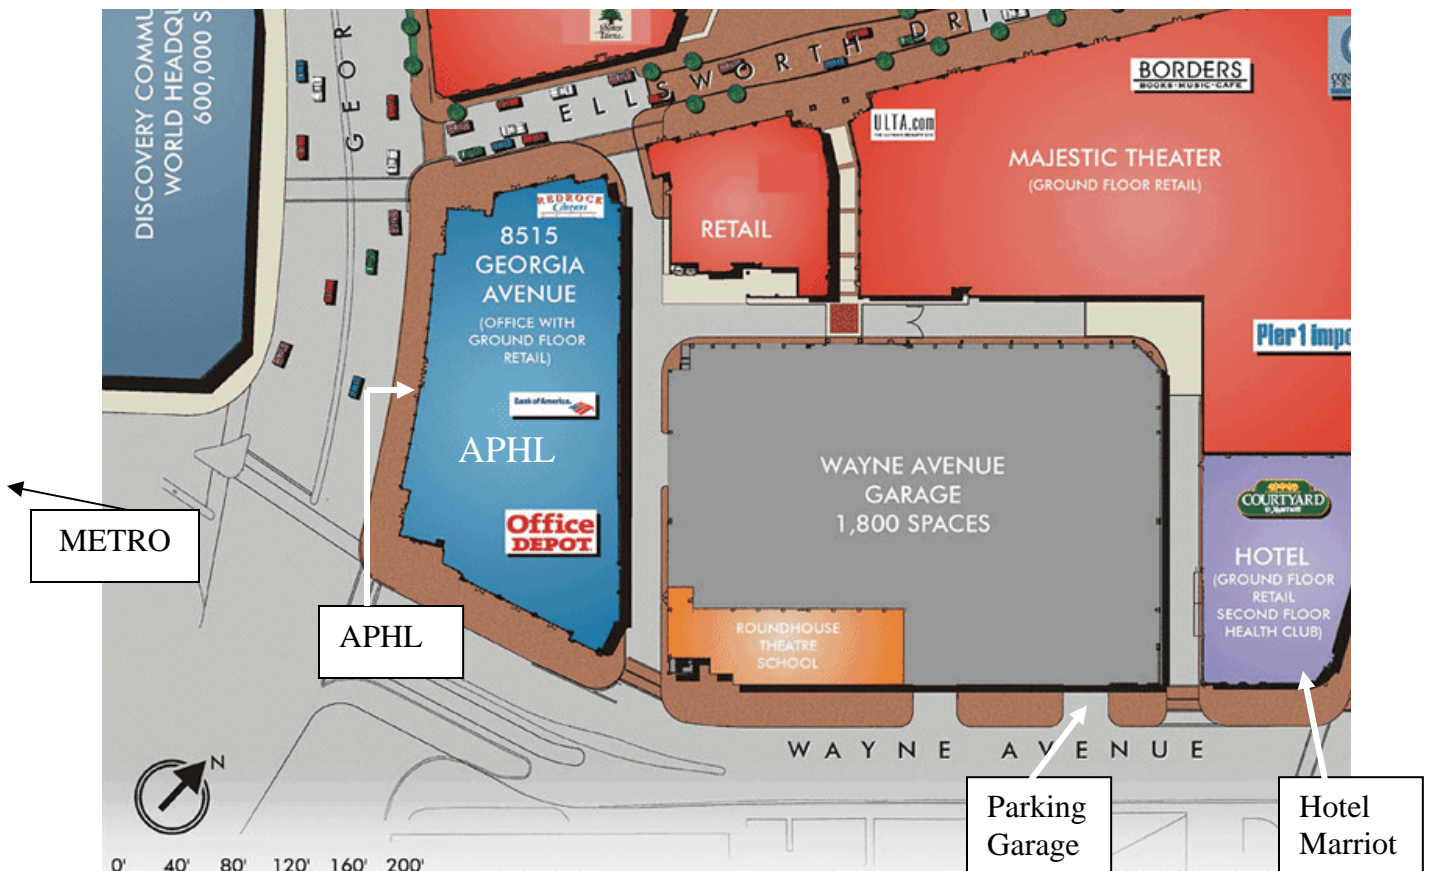 DISCOVERY COMMU
WORLD HEADQU
600,000 S
GEOR
ELLSWORTH DRI
BORDERS
BOOKS·MUSIC·CAFE
ULTA.com
MAJESTIC THEATER
(GROUND FLOOR RETAIL)
REDROCK
Canyon
8515
GEORGIA
AVENUE
(OFFICE WITH
GROUND FLOOR
RETAIL)
RETAIL
Pier 1 impo
Bank of America.
APHL
Office
DEPOT
WAYNE AVENUE
GARAGE
1,800 SPACES
COURTYARD
HOTEL
(GROUND FLOOR
RETAIL
SECOND FLOOR
HEALTH CLUB)
METRO
APHL
ROUNDHOUSE
THEATRE
SCHOOL
WAYNE AVENUE
N
Parking
Garage
Hotel
Marriot
0' 40' 80' 120' 160' 200'